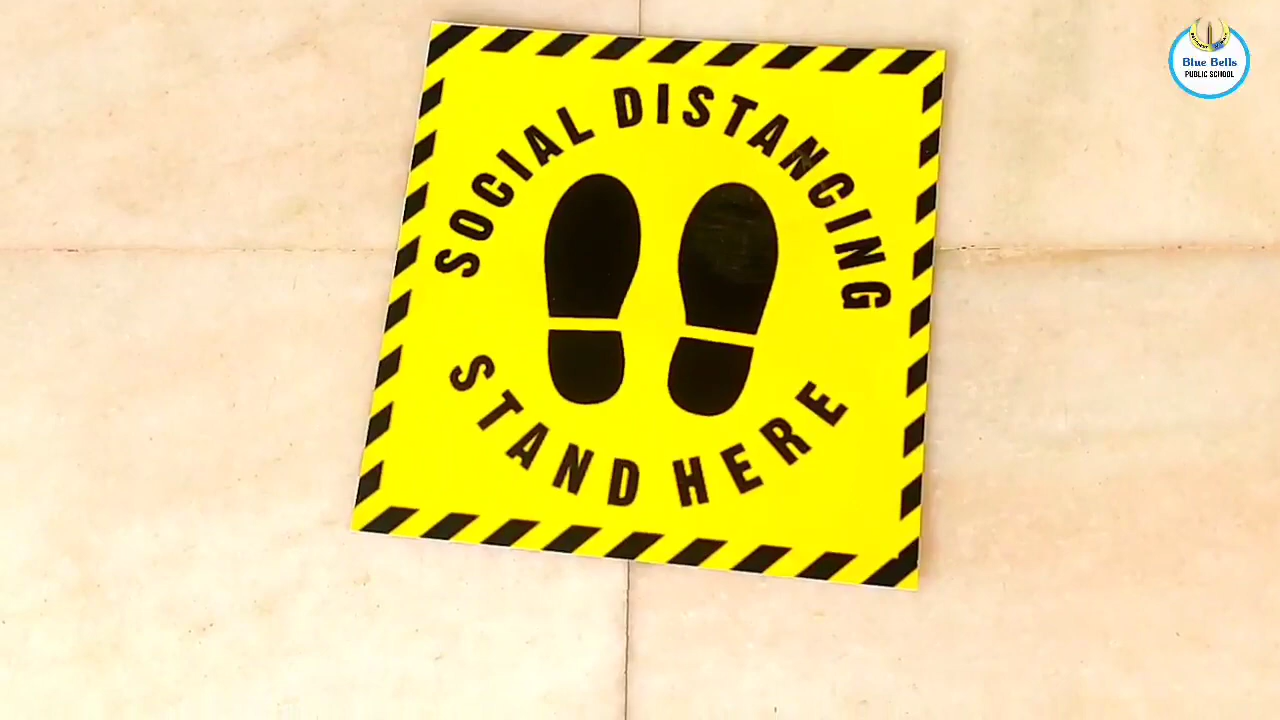 Blue Bells
PUBLIC SCHOOL
SOCIAL DISTANCING
STAND HERE